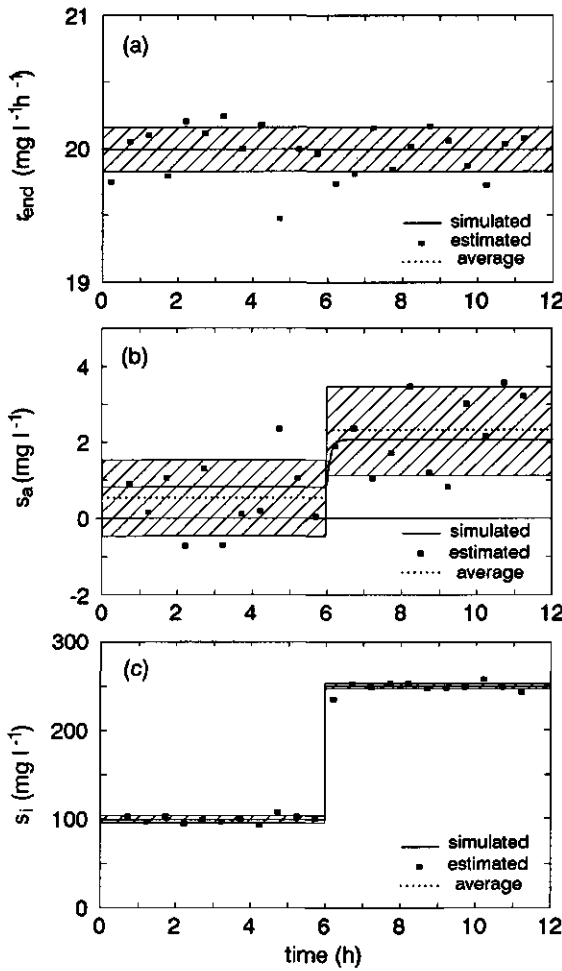 21
(a)
r_end (mg l⁻¹h⁻¹)
20
simulated
estimated
average
19
0 2 4 6 8 10 12
(b)
4
s_a (mg l⁻¹)
2
0
simulated
estimated
average
-2
0 2 4 6 8 10 12
300
(c)
s_i (mg l⁻¹)
200
100
simulated
estimated
average
0
0 2 4 6 8 10 12
time (h)